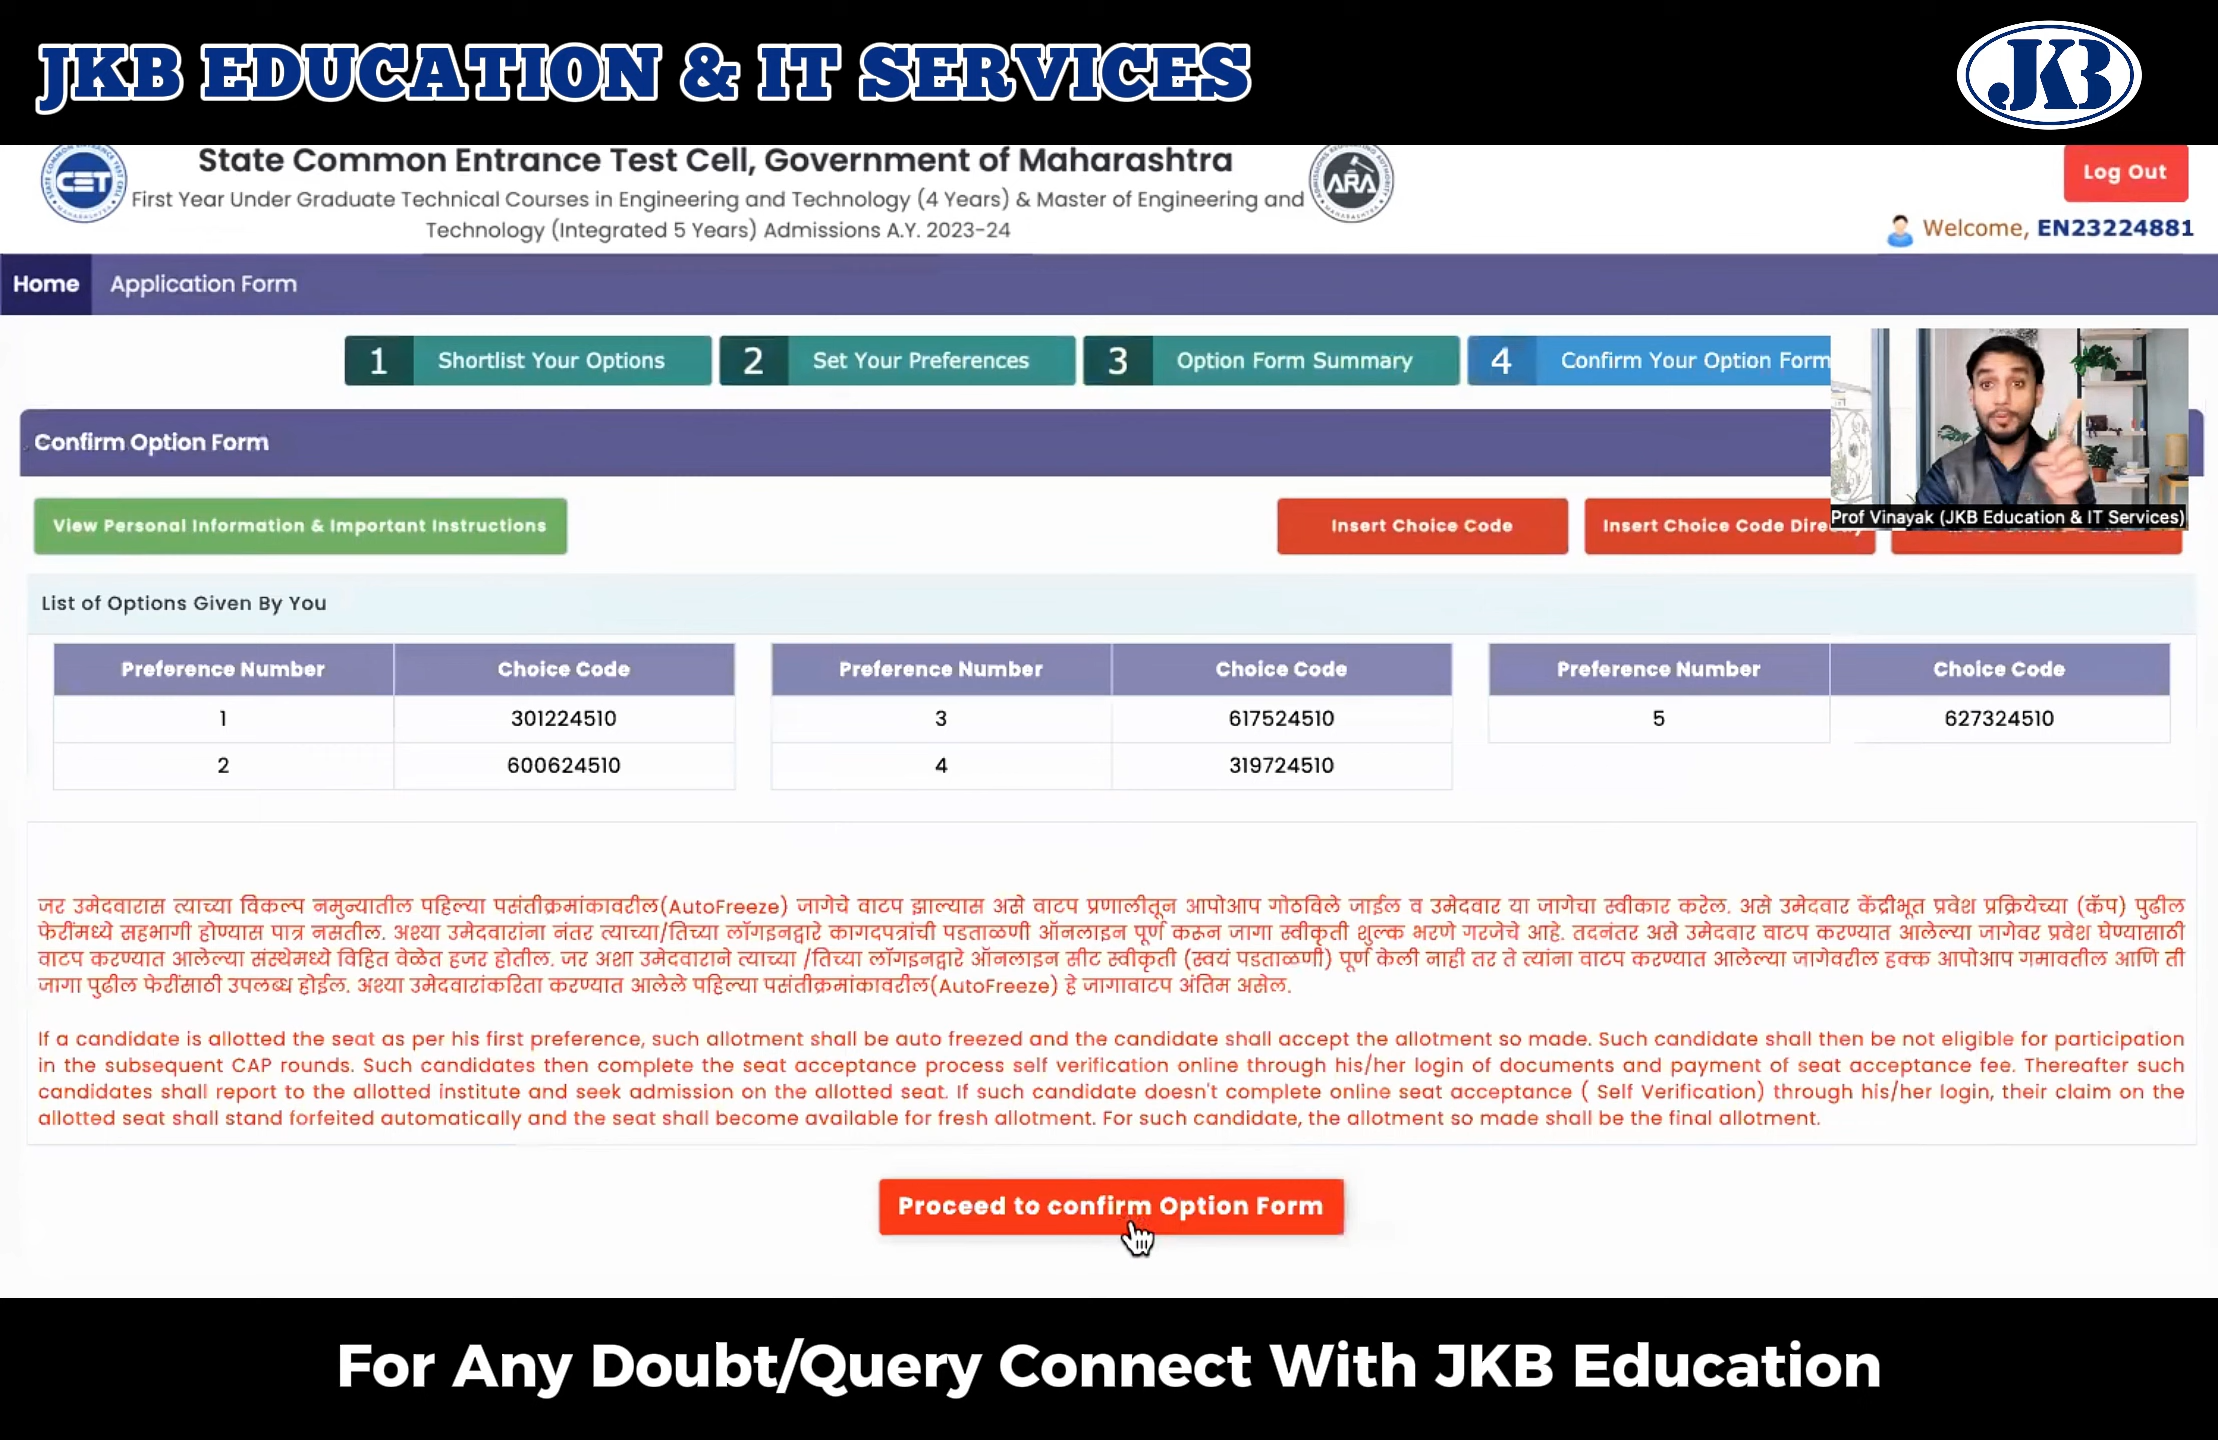 JKB EDUCATION & IT SERVICES
JKB
State Common Entrance Test Cell, Government of Maharashtra
First Year Under Graduate Technical Courses in Engineering and Technology (4 Years) & Master of Engineering and
Technology (Integrated 5 Years) Admissions A.Y. 2023-24
CET
ARA
Log Out
Welcome, EN23224881
Home Application Form
1 Shortlist Your Options 2 Set Your Preferences 3 Option Form Summary 4 Confirm Your Option Form
Confirm Option Form
Prof Vinayak (JKB Education & IT Services)
View Personal Information & Important Instructions Insert Choice Code Insert Choice Code
List of Options Given By You
Preference Number Choice Code Preference Number Choice Code Preference Number Choice Code
1 301224510 3 617524510 5 627324510
2 600624510 4 319724510
जर उमेदवारास त्याच्या विकल्प नमुन्यातील पहिल्या पसंतीक्रमांकावरील(AutoFreeze) जागेचे वाटप झाल्यास असे वाटप प्रणालीतून आपोआप गोठविले जाईल व उमेदवार या जागेचा स्वीकार करेल. असे उमेदवार केंद्रीभूत प्रवेश प्रक्रियेच्या (कॅप) पुढील
फेरींमध्ये सहभागी होण्यास पात्र नसतील. अश्या उमेदवारांना नंतर त्याच्या/तिच्या लॉगइनद्वारे कागदपत्रांची पडताळणी ऑनलाइन पूर्ण करून जागा स्वीकृती शुल्क भरणे गरजेचे आहे. तदनंतर असे उमेदवार वाटप करण्यात आलेल्या जागेवर प्रवेश घेण्यासाठी
वाटप करण्यात आलेल्या संस्थेमध्ये विहित वेळेत हजर होतील. जर अशा उमेदवाराने त्याच्या /तिच्या लॉगइनद्वारे ऑनलाइन सीट स्वीकृती (स्वयं पडताळणी) पूर्ण केली नाही तर ते त्यांना वाटप करण्यात आलेल्या जागेवरील हक्क आपोआप गमावतील आणि ती
जागा पुढील फेरींसाठी उपलब्ध होईल. अश्या उमेदवारांकरिता करण्यात आलेले पहिल्या पसंतीक्रमांकावरील(AutoFreeze) हे जागावाटप अंतिम असेल.
If a candidate is allotted the seat as per his first preference, such allotment shall be auto freezed and the candidate shall accept the allotment so made. Such candidate shall then be not eligible for participation
in the subsequent CAP rounds. Such candidates then complete the seat acceptance process self verification online through his/her login of documents and payment of seat acceptance fee. Thereafter such
candidates shall report to the allotted institute and seek admission on the allotted seat. If such candidate doesn't complete online seat acceptance ( Self Verification) through his/her login, their claim on the
allotted seat shall stand forfeited automatically and the seat shall become available for fresh allotment. For such candidate, the allotment so made shall be the final allotment.
Proceed to confirm Option Form
For Any Doubt/Query Connect With JKB Education